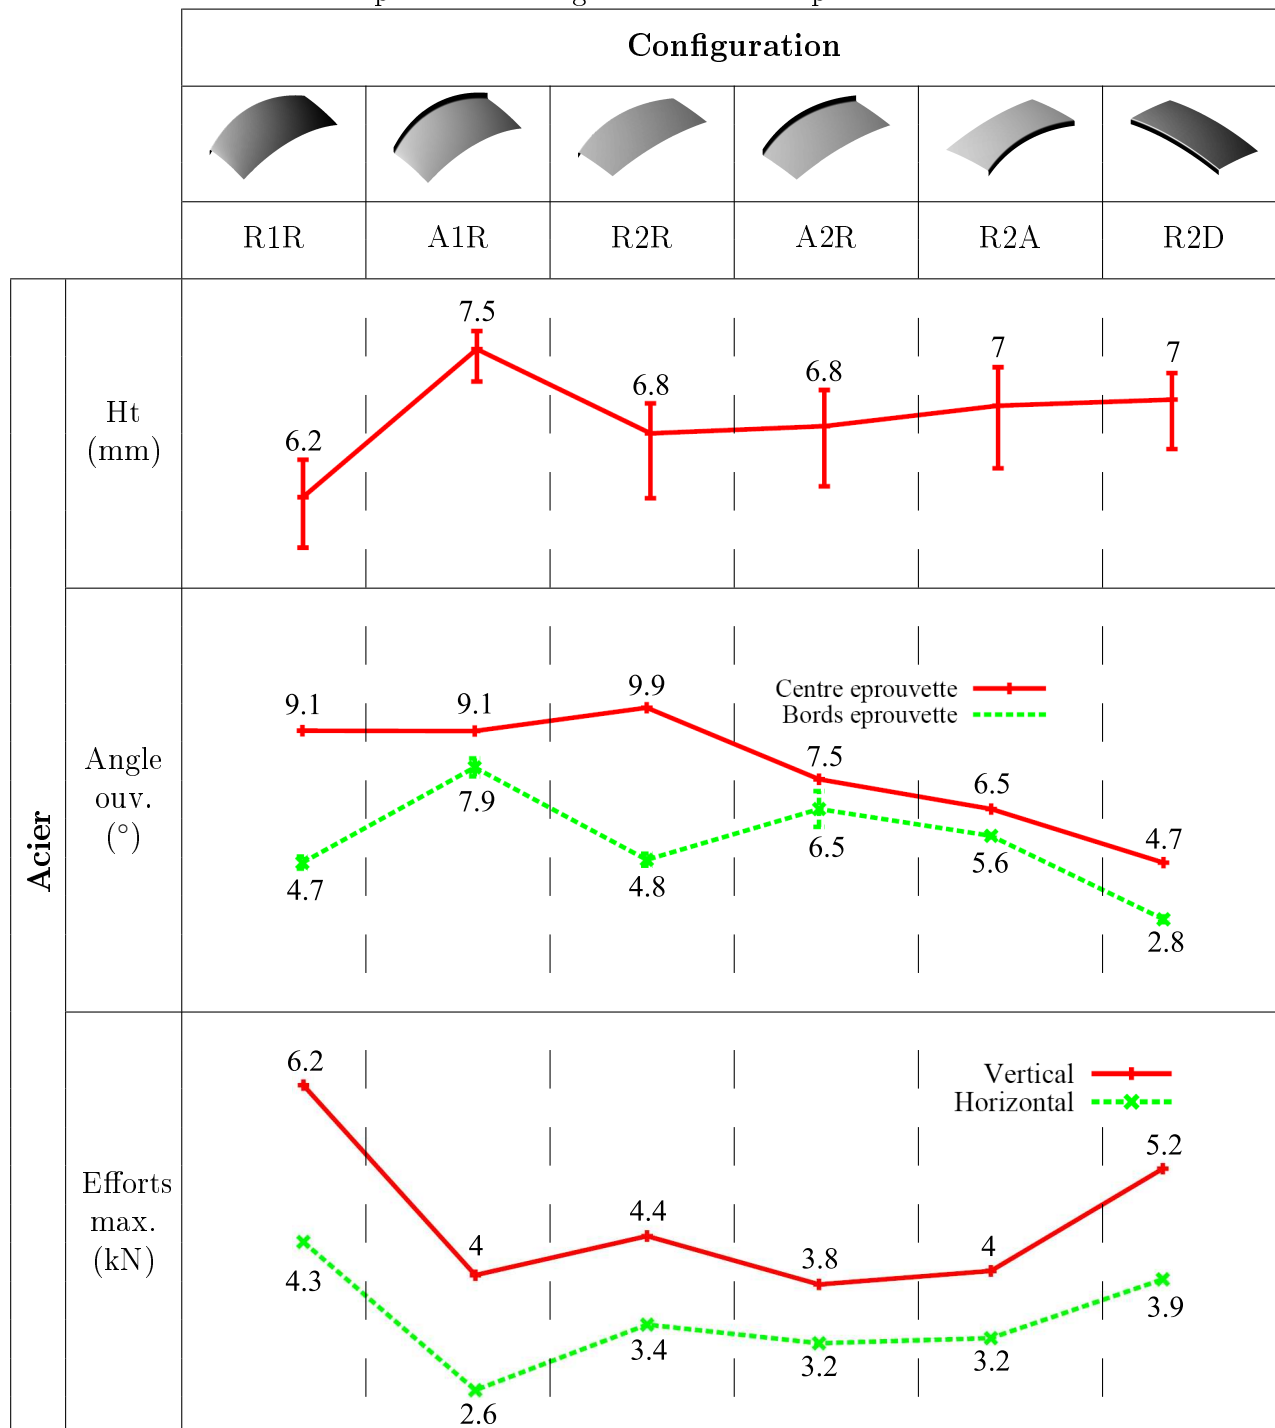 Configuration
R1R A1R R2R A2R R2A R2D
Acier
Ht
(mm)
6.2 7.5 6.8 6.8 7 7
Angle
ouv.
(°)
Centre eprouvette
Bords eprouvette
9.1 9.1 9.9 7.5 6.5 4.7
4.7 7.9 4.8 6.5 5.6 2.8
Efforts
max.
(kN)
Vertical
Horizontal
6.2 4 4.4 3.8 4 5.2
4.3 2.6 3.4 3.2 3.2 3.9